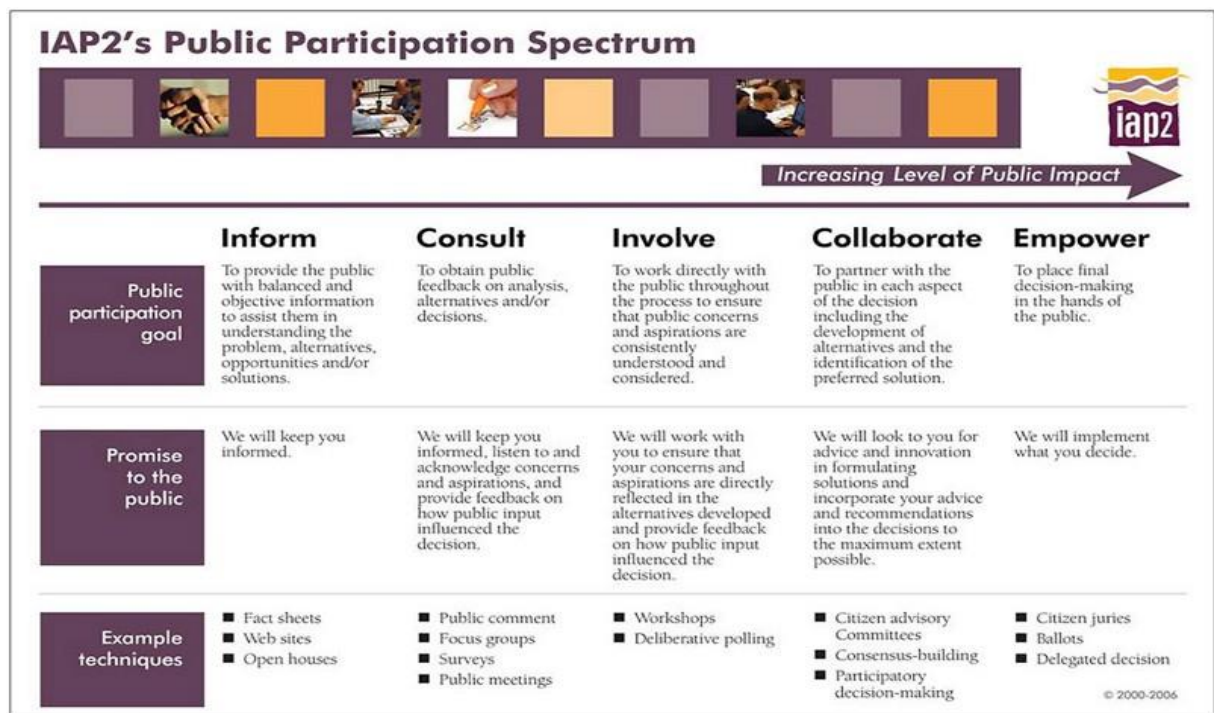 IAP2's Public Participation Spectrum
iap2
Increasing Level of Public Impact
Inform
Consult
Involve
Collaborate
Empower
Public
participation
goal
To provide the public
with balanced and
objective information
to assist them in
understanding the
problem, alternatives,
opportunities and/or
solutions.
To obtain public
feedback on analysis,
alternatives and/or
decisions.
To work directly with
the public throughout
the process to ensure
that public concerns
and aspirations are
consistently
understood and
considered.
To partner with the
public in each aspect
of the decision
including the
development of
alternatives and the
identification of the
preferred solution.
To place final
decision-making
in the hands of
the public.
Promise
to the
public
We will keep you
informed.
We will keep you
informed, listen to and
acknowledge concerns
and aspirations, and
provide feedback on
how public input
influenced the
decision.
We will work with
you to ensure that
your concerns and
aspirations are directly
reflected in the
alternatives developed
and provide feedback
on how public input
influenced the
decision.
We will look to you for
advice and innovation
in formulating
solutions and
incorporate your advice
and recommendations
into the decisions to
the maximum extent
possible.
We will implement
what you decide.
Example
techniques
■ Fact sheets
■ Web sites
■ Open houses
■ Public comment
■ Focus groups
■ Surveys
■ Public meetings
■ Workshops
■ Deliberative polling
■ Citizen advisory
Committees
■ Consensus-building
■ Participatory
decision-making
■ Citizen juries
■ Ballots
■ Delegated decision
© 2000-2006